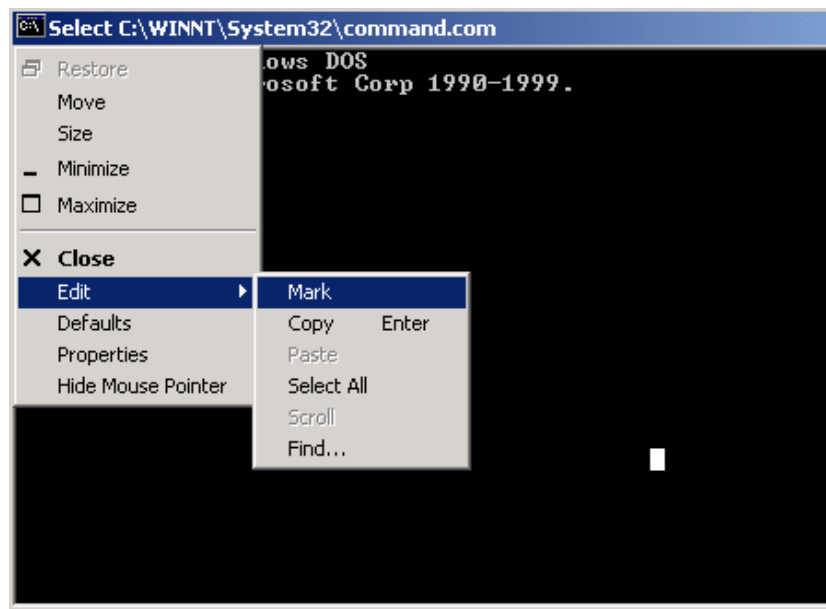 Select C:\WINNT\System32\command.com
ows DOS
osoft Corp 1990-1999.
Restore
Move
Size
Minimize
Maximize
Close
Edit
Defaults
Properties
Hide Mouse Pointer
Mark
Copy Enter
Paste
Select All
Scroll
Find...